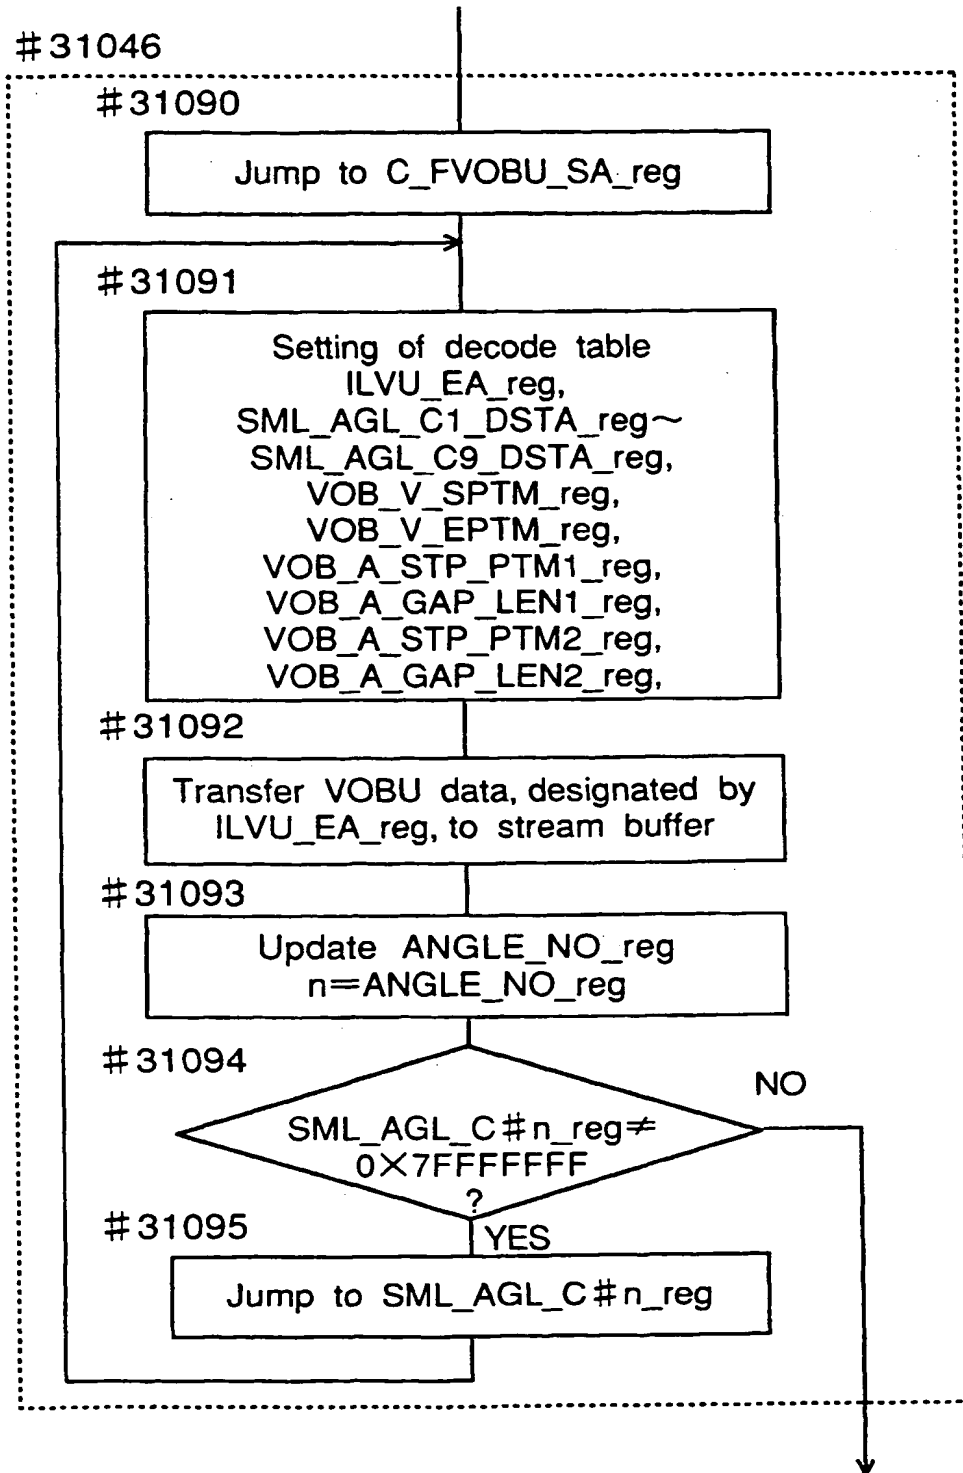 #31046
#31090
Jump to C_FVOBU_SA_reg
#31091
Setting of decode table
ILVU_EA_reg,
SML_AGL_C1_DSTA_reg~
SML_AGL_C9_DSTA_reg,
VOB_V_SPTM_reg,
VOB_V_EPTM_reg,
VOB_A_STP_PTM1_reg,
VOB_A_GAP_LEN1_reg,
VOB_A_STP_PTM2_reg,
VOB_A_GAP_LEN2_reg,
#31092
Transfer VOBU data, designated by
ILVU_EA_reg, to stream buffer
#31093
Update ANGLE_NO_reg
n=ANGLE_NO_reg
#31094
NO
SML_AGL_C#n_reg≠
0×7FFFFFFF
?
#31095
YES
Jump to SML_AGL_C#n_reg